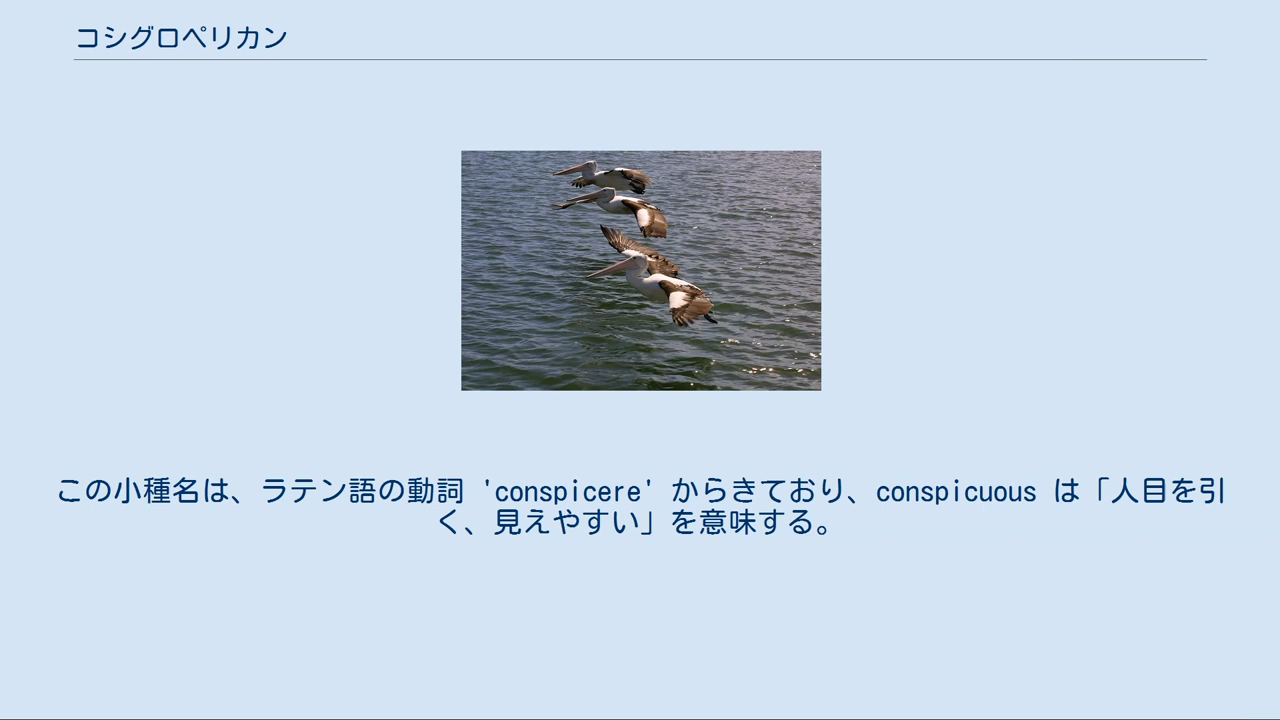 コシグロペリカン
この小種名は、ラテン語の動詞 'conspicere' からきており、conspicuous は「人目を引
く、見えやすい」を意味する。